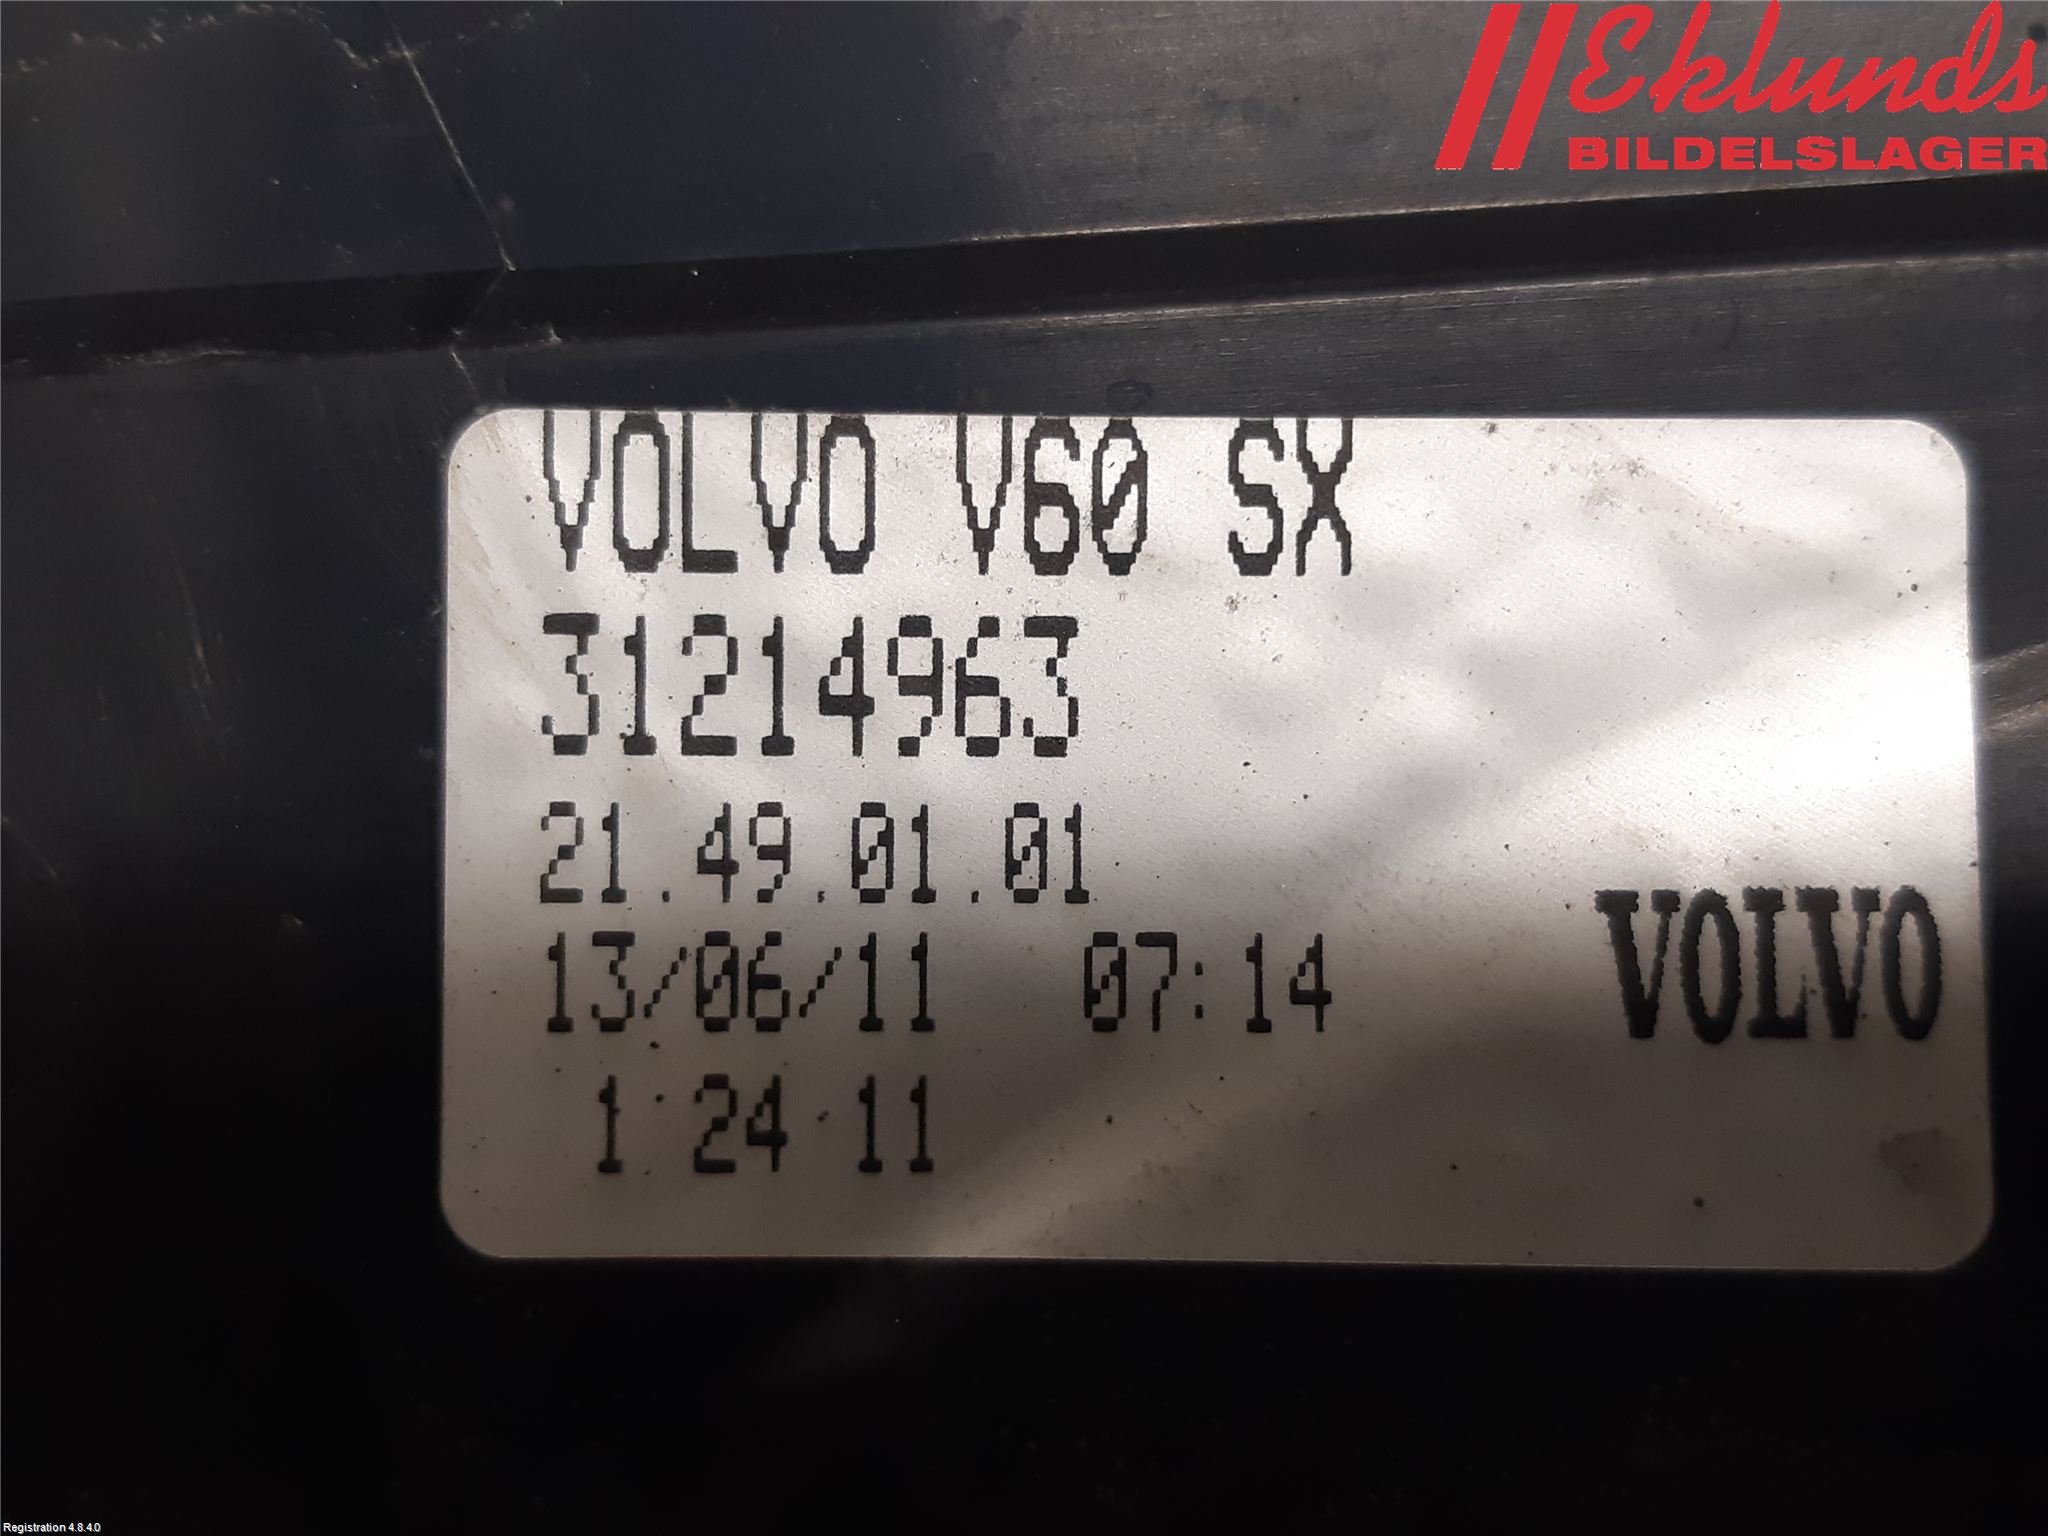 Eklunds
BILDELSLAGER
VOLVO V60 SX
31214963
21.49.01.01
13/06/11 07:14
1 24 11
VOLVO
Registration 4.8.4.0